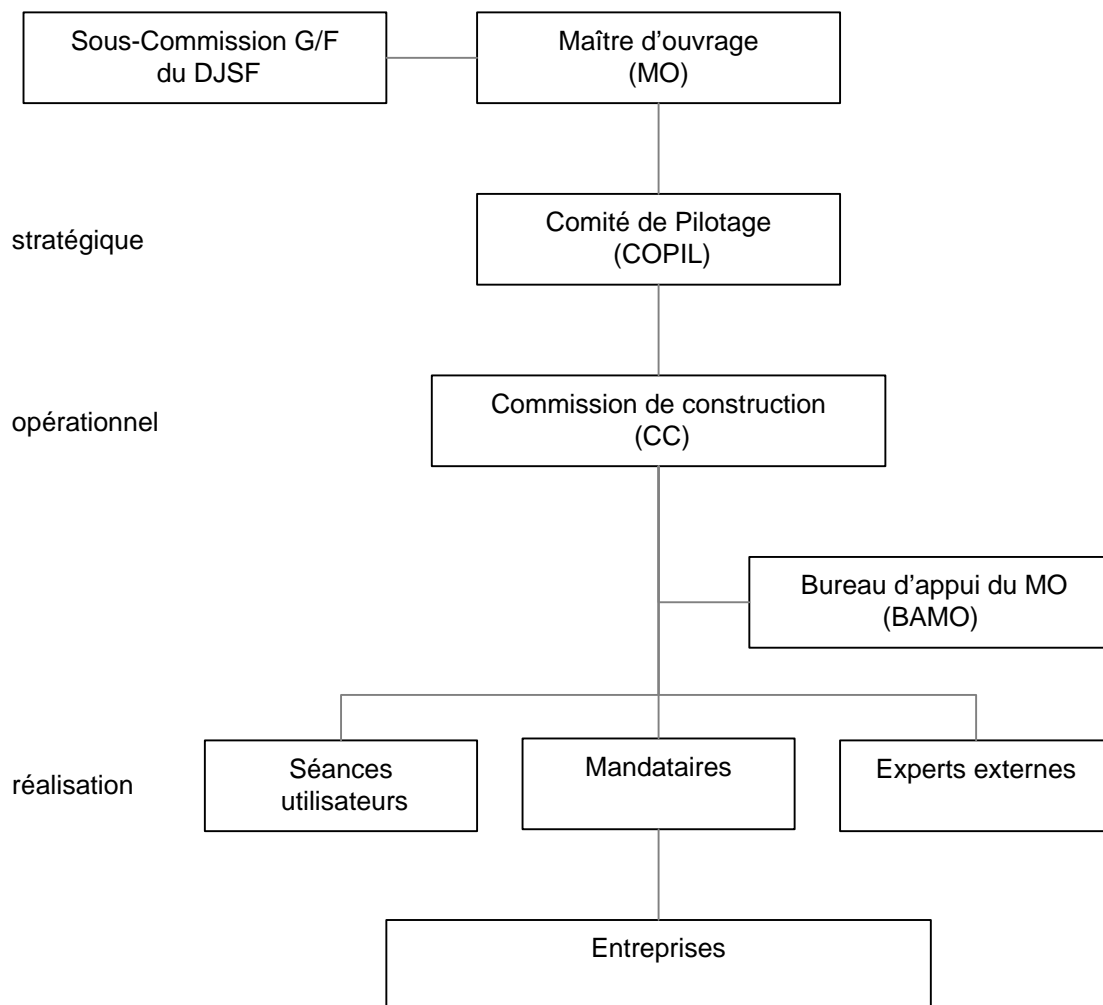 Sous-Commission G/F
du DJSF
Maître d’ouvrage
(MO)
stratégique
Comité de Pilotage
(COPIL)
opérationnel
Commission de construction
(CC)
Bureau d’appui du MO
(BAMO)
réalisation
Séances
utilisateurs
Mandataires
Experts externes
Entreprises